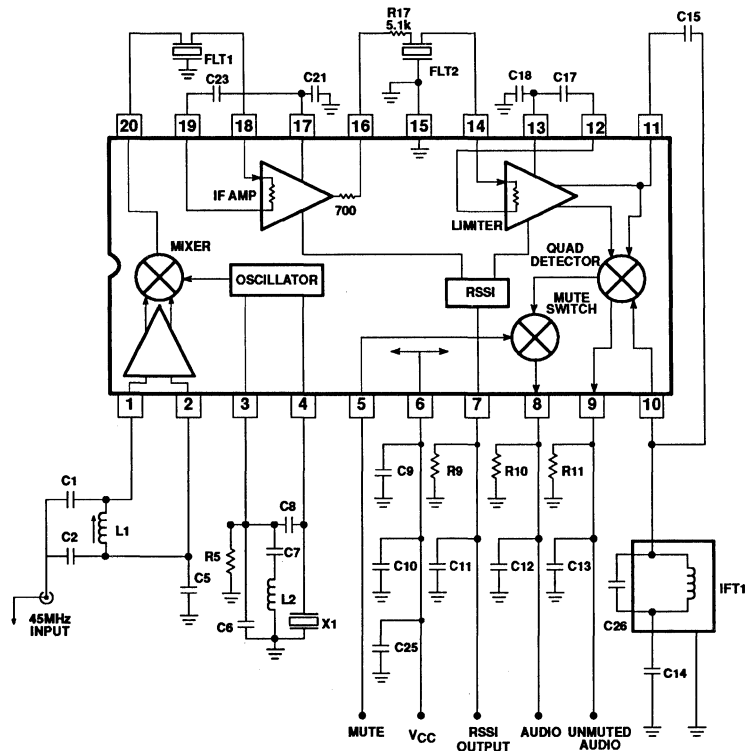 R17
5.1k
C15
FLT1
FLT2
C23
C21
C18
C17
20
19
18
17
16
15
14
13
12
11
IF AMP
700
LIMITER
MIXER
OSCILLATOR
RSSI
QUAD
DETECTOR
MUTE
SWITCH
1
2
3
4
5
6
7
8
9
10
C1
L1
C2
C5
R5
C8
C7
L2
C6
X1
C9
R9
R10
R11
C10
C11
C12
C13
C25
C26
IFT1
C14
45MHz
INPUT
MUTE
VCC
RSSI
OUTPUT
AUDIO
UNMUTED
AUDIO